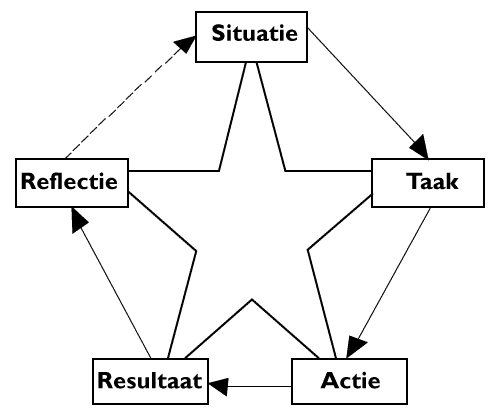 Situatie
Taak
Actie
Resultaat
Reflectie